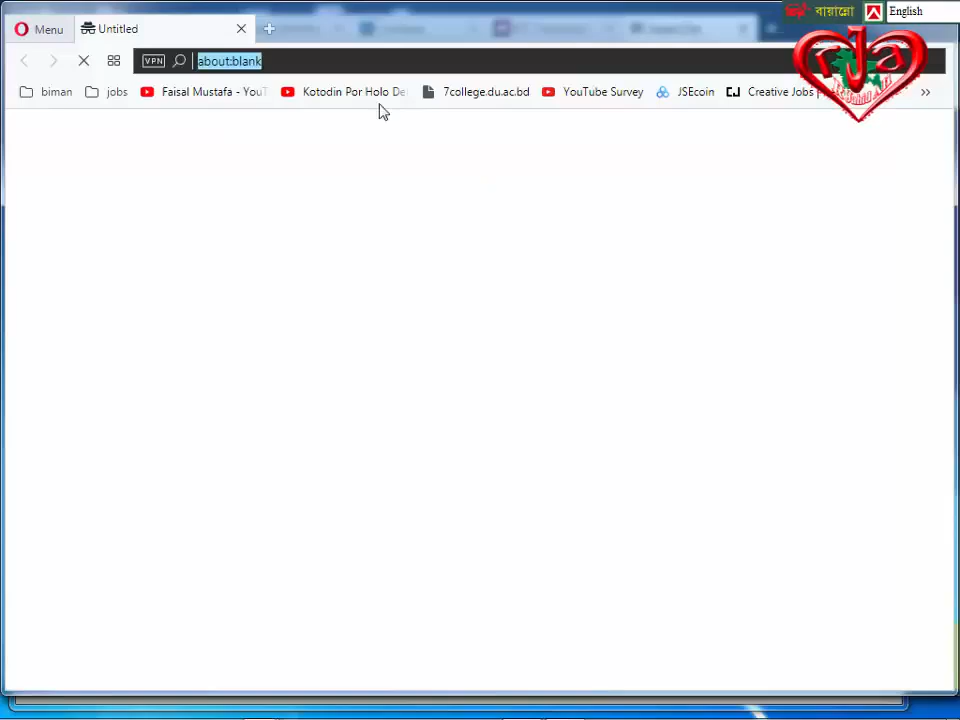 বায়ান্নো English
Menu Untitled
VPN about:blank
biman jobs Faisal Mustafa - YouT Kotodin Por Holo De 7college.du.ac.bd YouTube Survey JSEcoin Creative Jobs |
rja